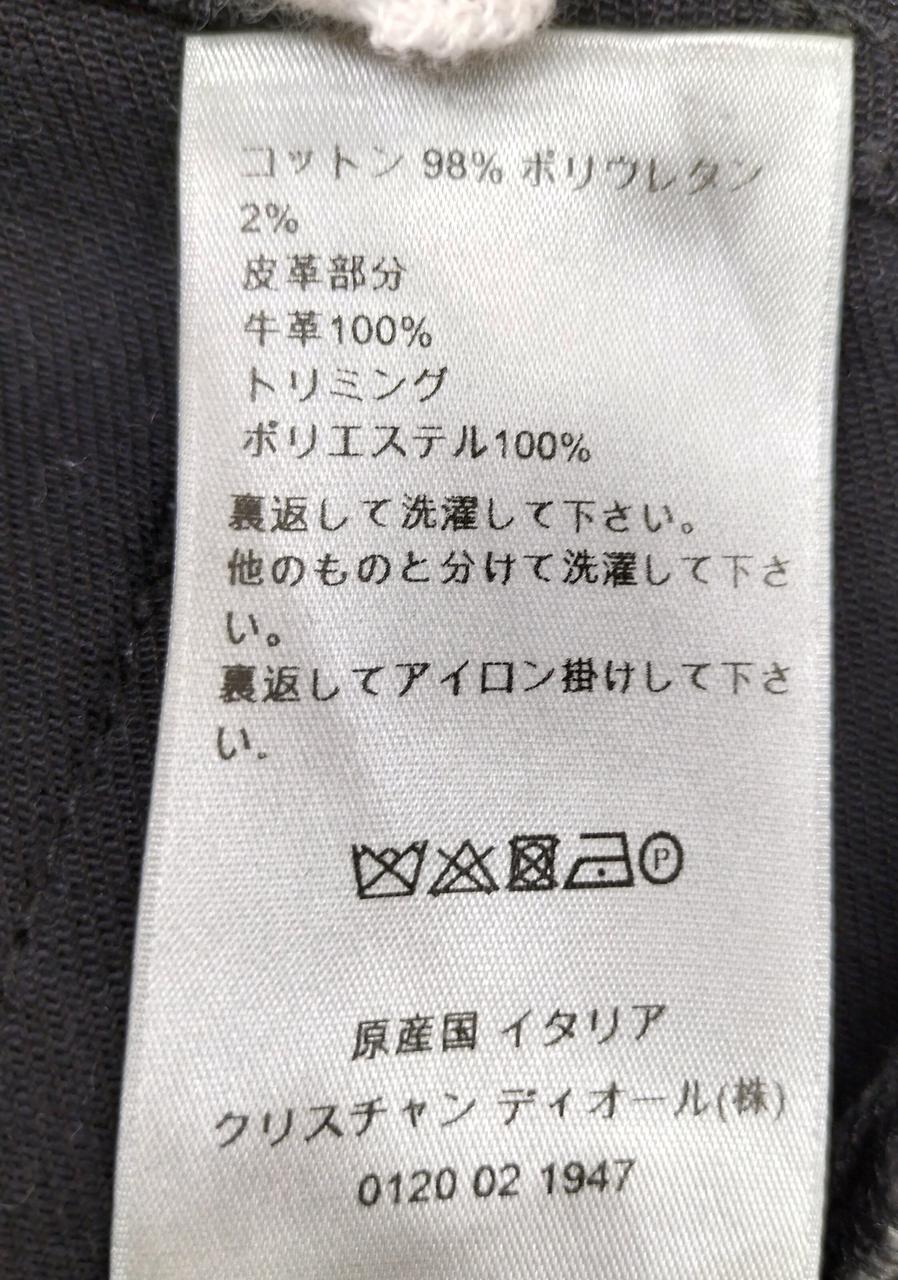 コットン 98% ポリウレタン
2%
皮革部分
牛革100%
トリミング
ポリエステル100%
裏返して洗濯して下さい。
他のものと分けて洗濯して下さ
い。
裏返してアイロン掛けして下さ
い。
P
原産国 イタリア
クリスチャン ディオール(株)
0120 02 1947